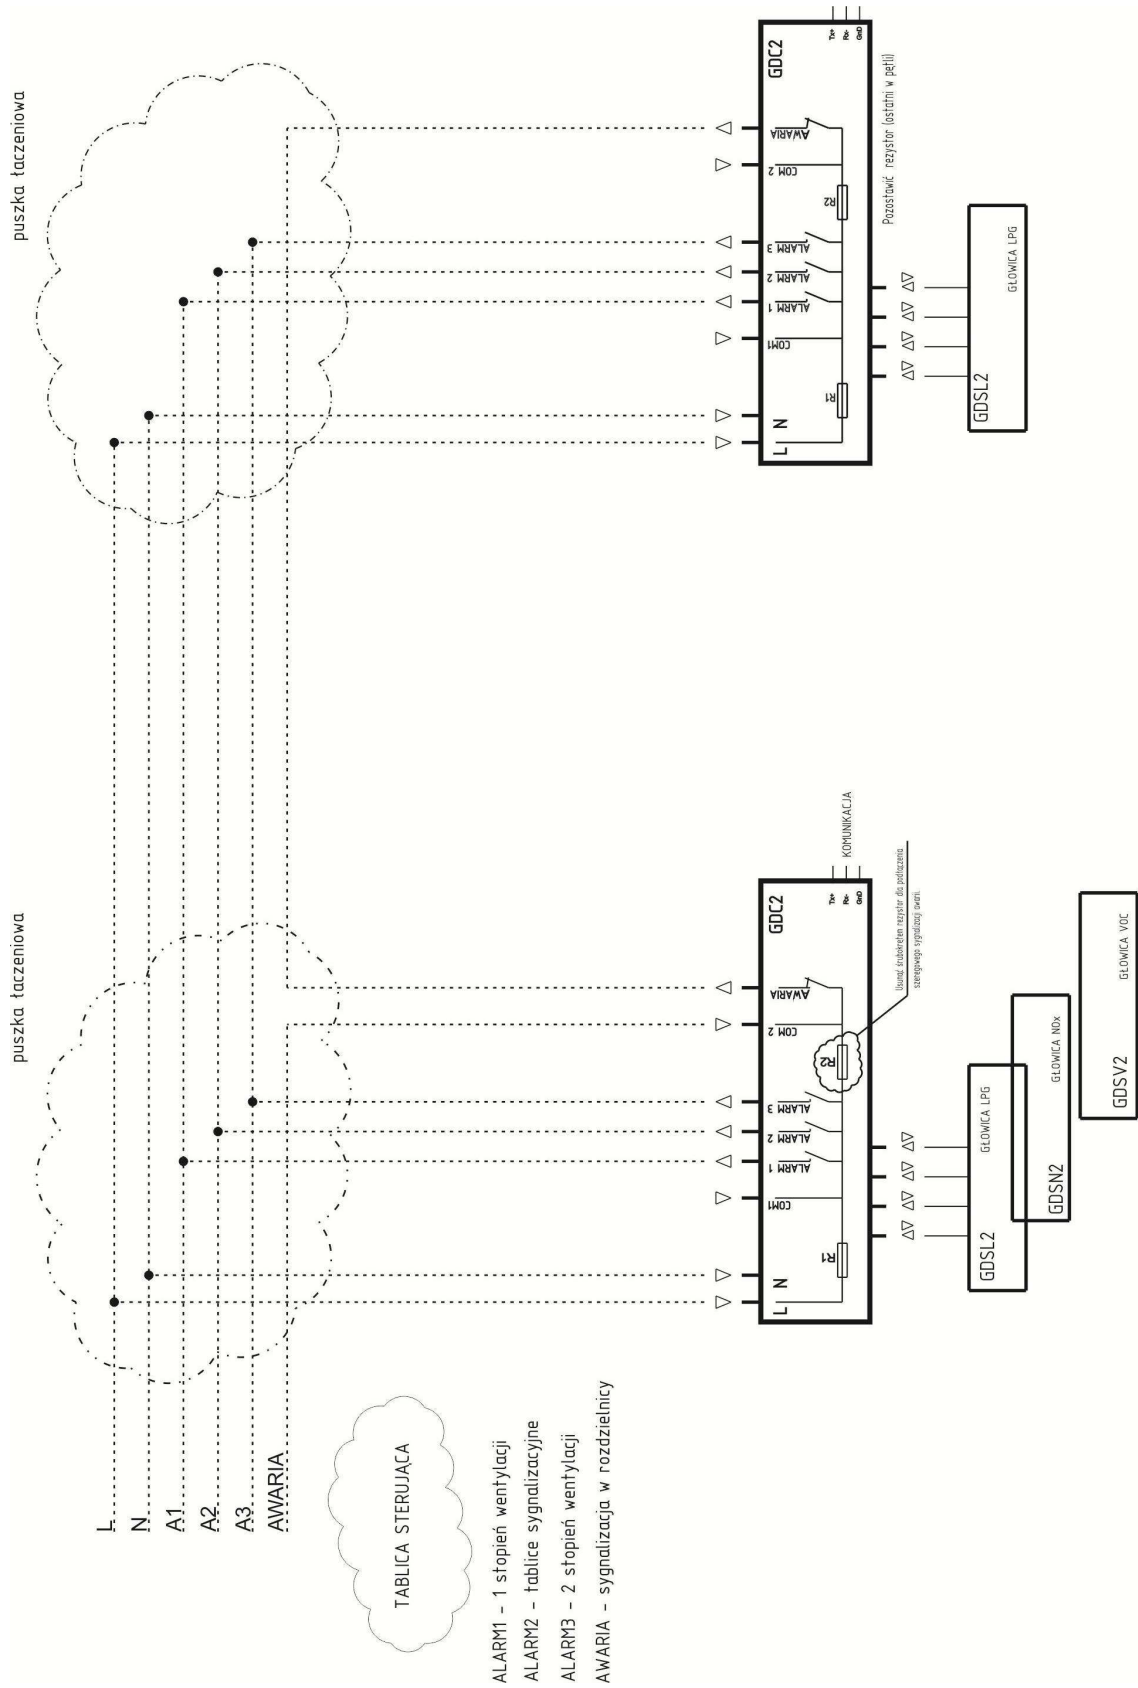 puszka łaczeniowa
puszka łaczeniowa
L
N
A1
A2
A3
AWARIA
TABLICA STERUJĄCA
ALARM1 - 1 stopień wentylacji
ALARM2 - tablice sygnalizacyjne
ALARM3 - 2 stopień wentylacji
AWARIA - sygnalizacja w rozdzielnicy
GDC2
L N
COM1
ALARM 1
ALARM 2
ALARM 3
COM 2
AWARIA
R1
R2
Tx+
Rx-
GnD
KOMUNIKACJA
Usunąć śrubokrętem rezystor dla podłączenia
szeregowego sygnalizacji awarii.
GDSL2
GŁOWICA LPG
GDSN2
GŁOWICA NOx
GDSV2
GŁOWICA VOC
GDC2
L N
COM1
ALARM 1
ALARM 2
ALARM 3
COM 2
AWARIA
R1
R2
Tx+
Rx-
GnD
Pozostawić rezystor (ostatni w pętli)
GDSL2
GŁOWICA LPG